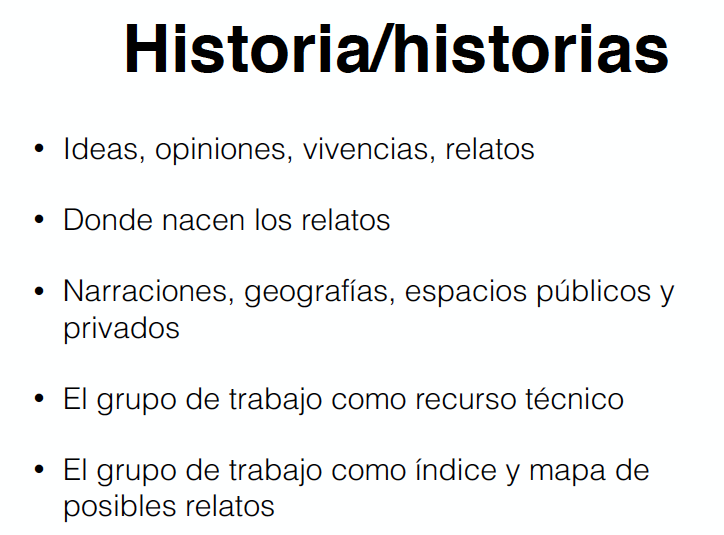 Historia/historias
• Ideas, opiniones, vivencias, relatos
• Donde nacen los relatos
• Narraciones, geografías, espacios públicos y
privados
• El grupo de trabajo como recurso técnico
• El grupo de trabajo como índice y mapa de
posibles relatos